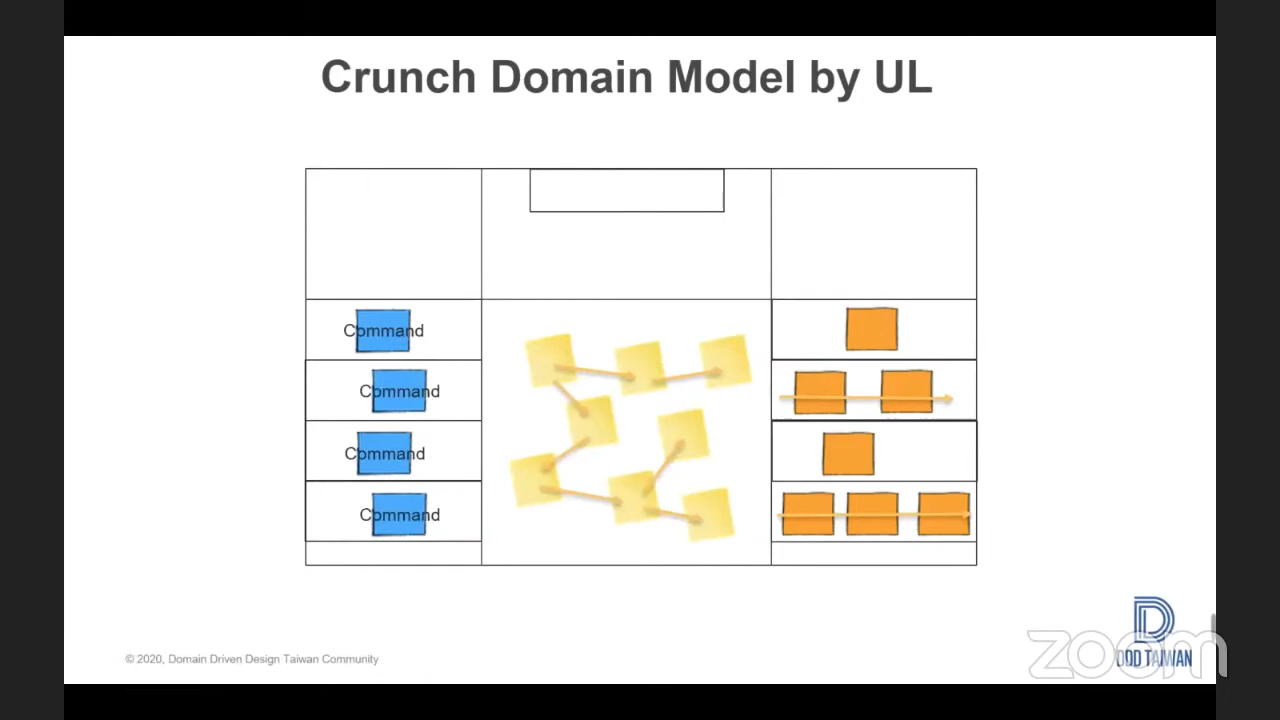 Crunch Domain Model by UL
Command
Command
Command
Command
© 2020, Domain Driven Design Taiwan Community
DDD TAIWAN
zoom